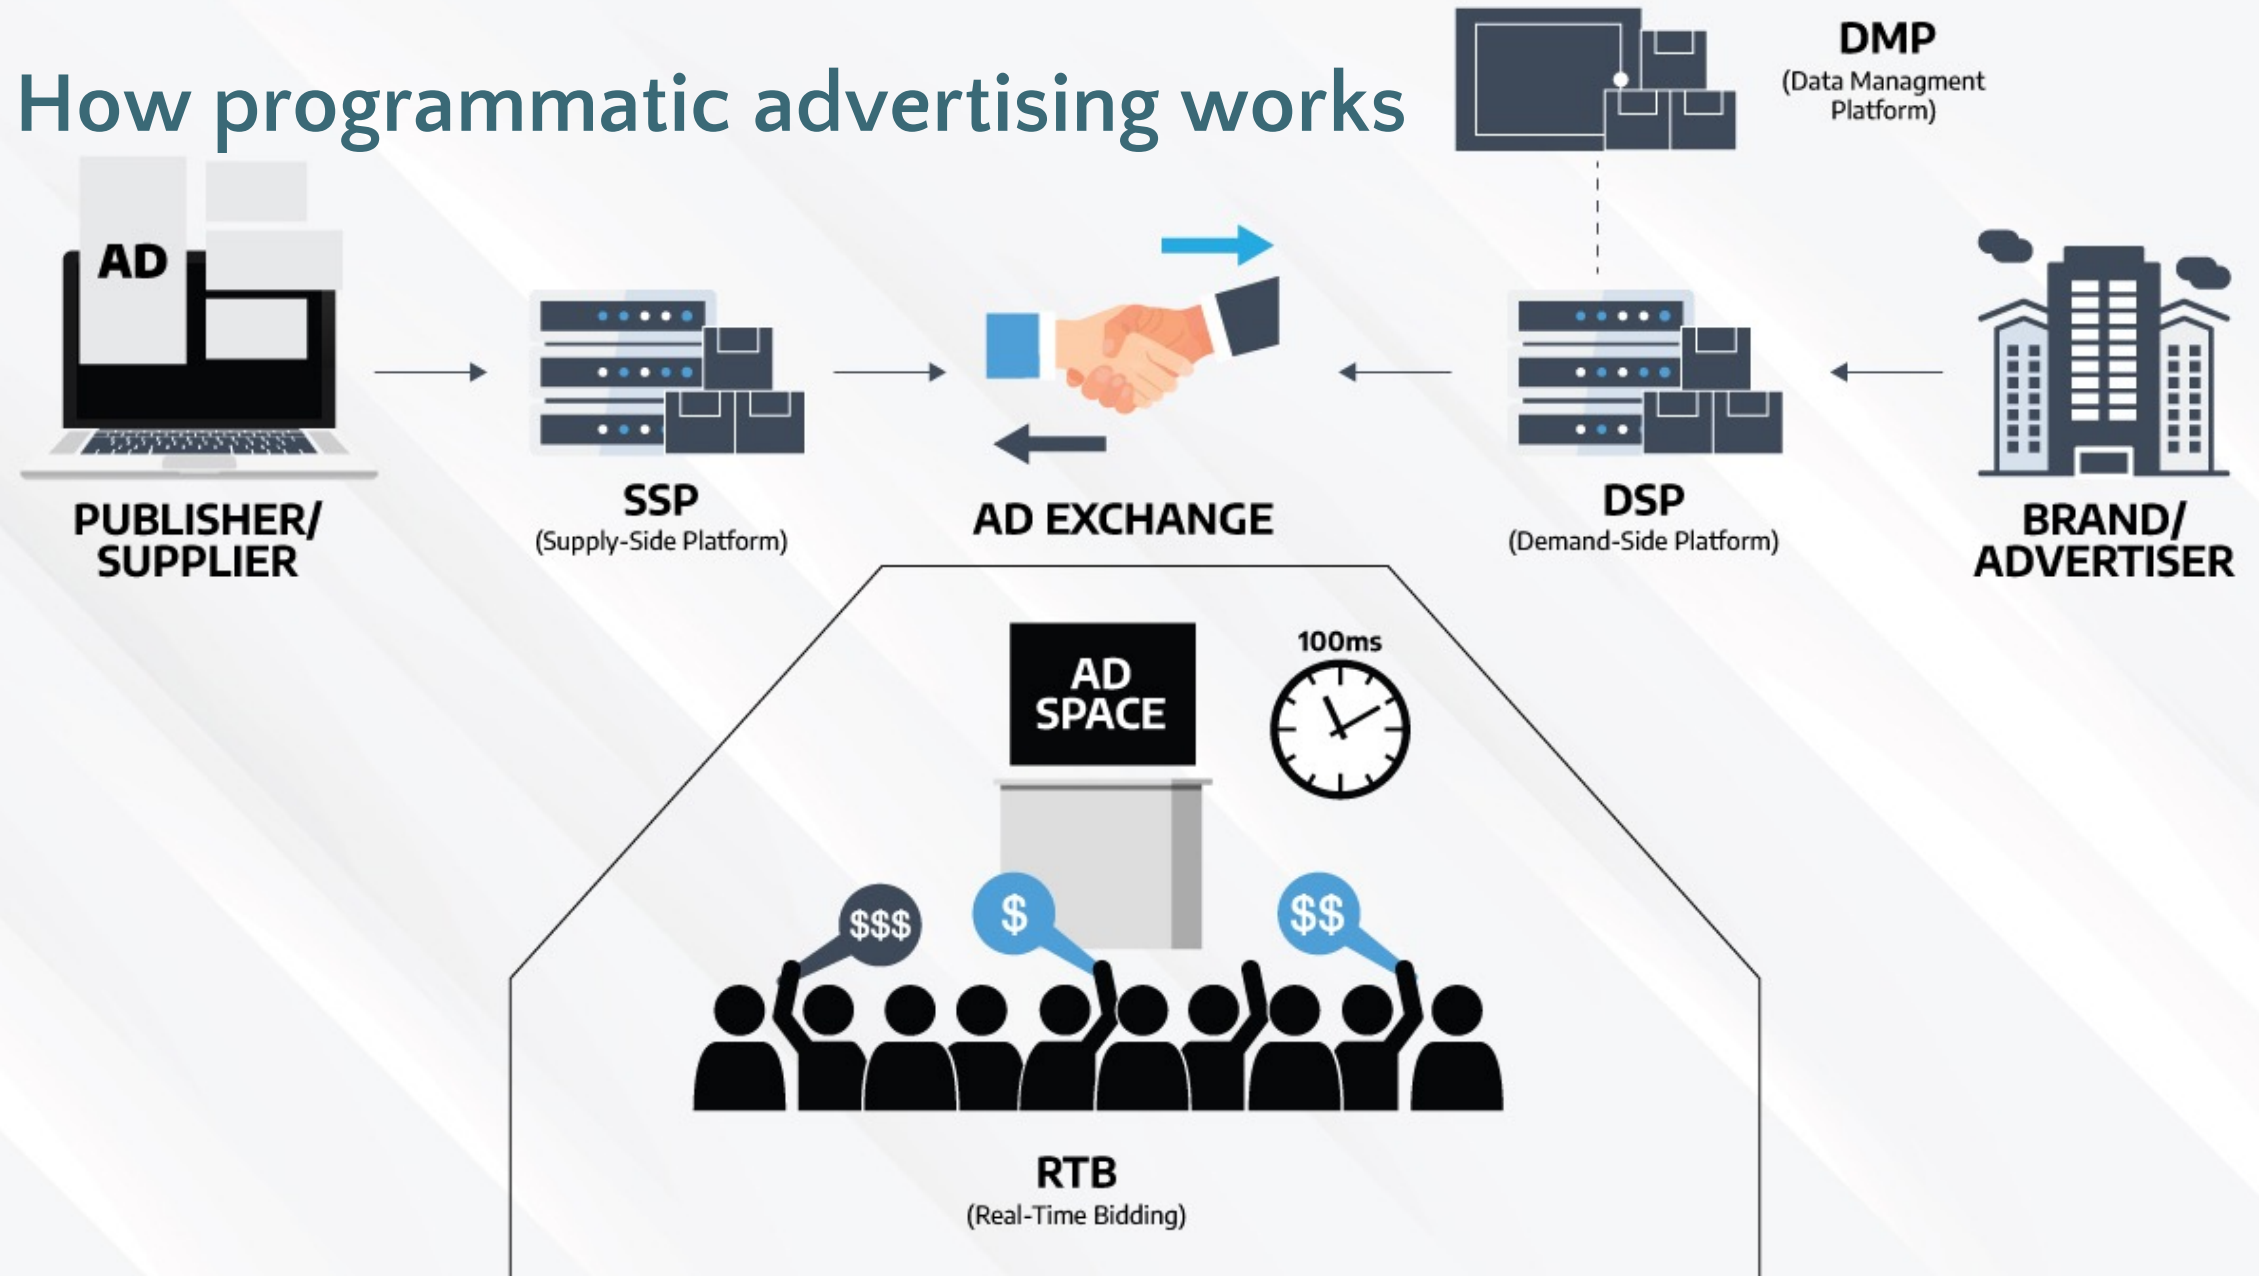 How programmatic advertising works
DMP
(Data Managment
Platform)
AD
PUBLISHER/
SUPPLIER
SSP
(Supply-Side Platform)
AD EXCHANGE
DSP
(Demand-Side Platform)
BRAND/
ADVERTISER
AD
SPACE
100ms
$$$
$
$$
RTB
(Real-Time Bidding)